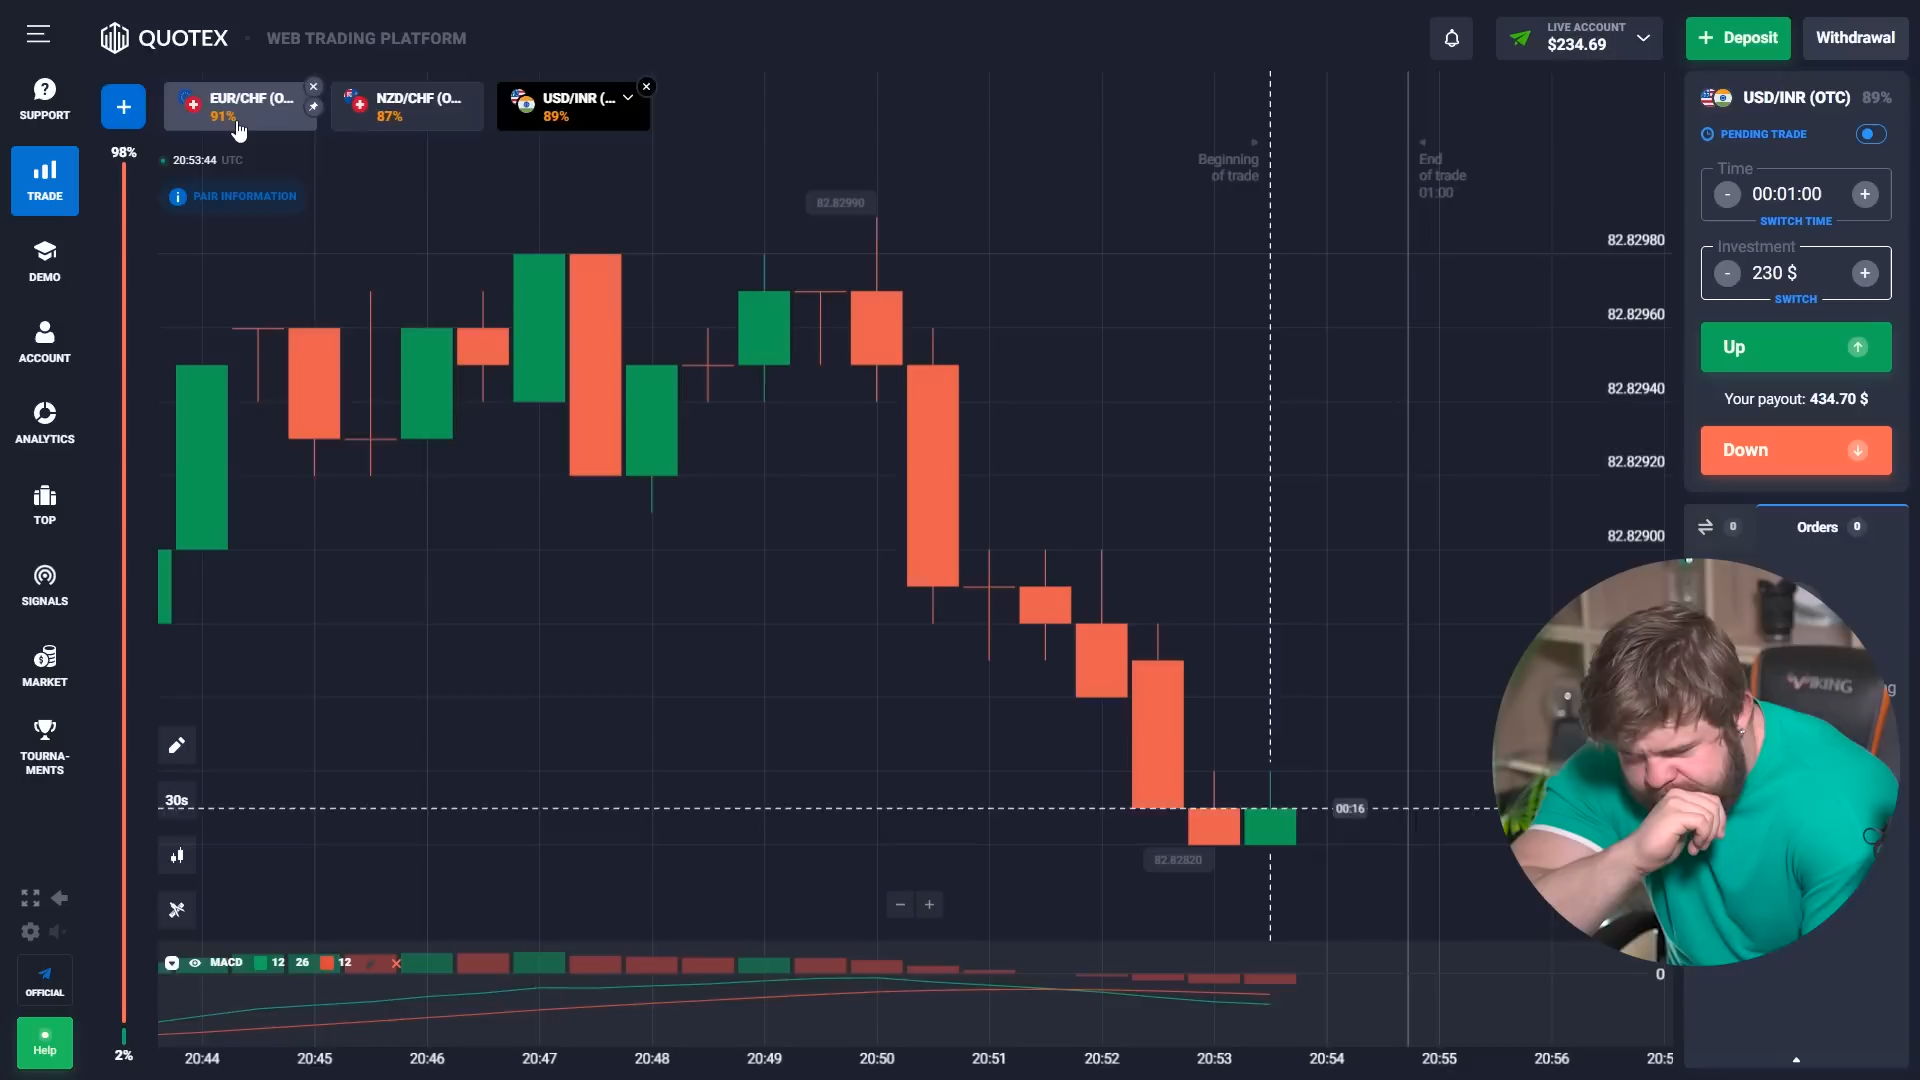 QUOTEX
WEB TRADING PLATFORM
LIVE ACCOUNT
$234.69
+ Deposit
Withdrawal
SUPPORT
TRADE
DEMO
ACCOUNT
ANALYTICS
TOP
SIGNALS
MARKET
TOURNA-
MENTS
OFFICIAL
Help
+
EUR/CHF (O...
91%
NZD/CHF (O...
87%
USD/INR (...
89%
98%
2%
20:53:44 UTC
PAIR INFORMATION
82.82990
Beginning
of trade
End
of trade
01:00
82.82980
82.82960
82.82940
82.82920
82.82900
30s
00:16
82.82820
− +
MACD 12 26 12
0
20:44 20:45 20:46 20:47 20:48 20:49 20:50 20:51 20:52 20:53 20:54 20:55 20:56 20:5
USD/INR (OTC) 89%
PENDING TRADE
Time
- 00:01:00 +
SWITCH TIME
Investment
- 230 $ +
SWITCH
Up
Your payout: 434.70 $
Down
0
Orders 0
VIKING
g